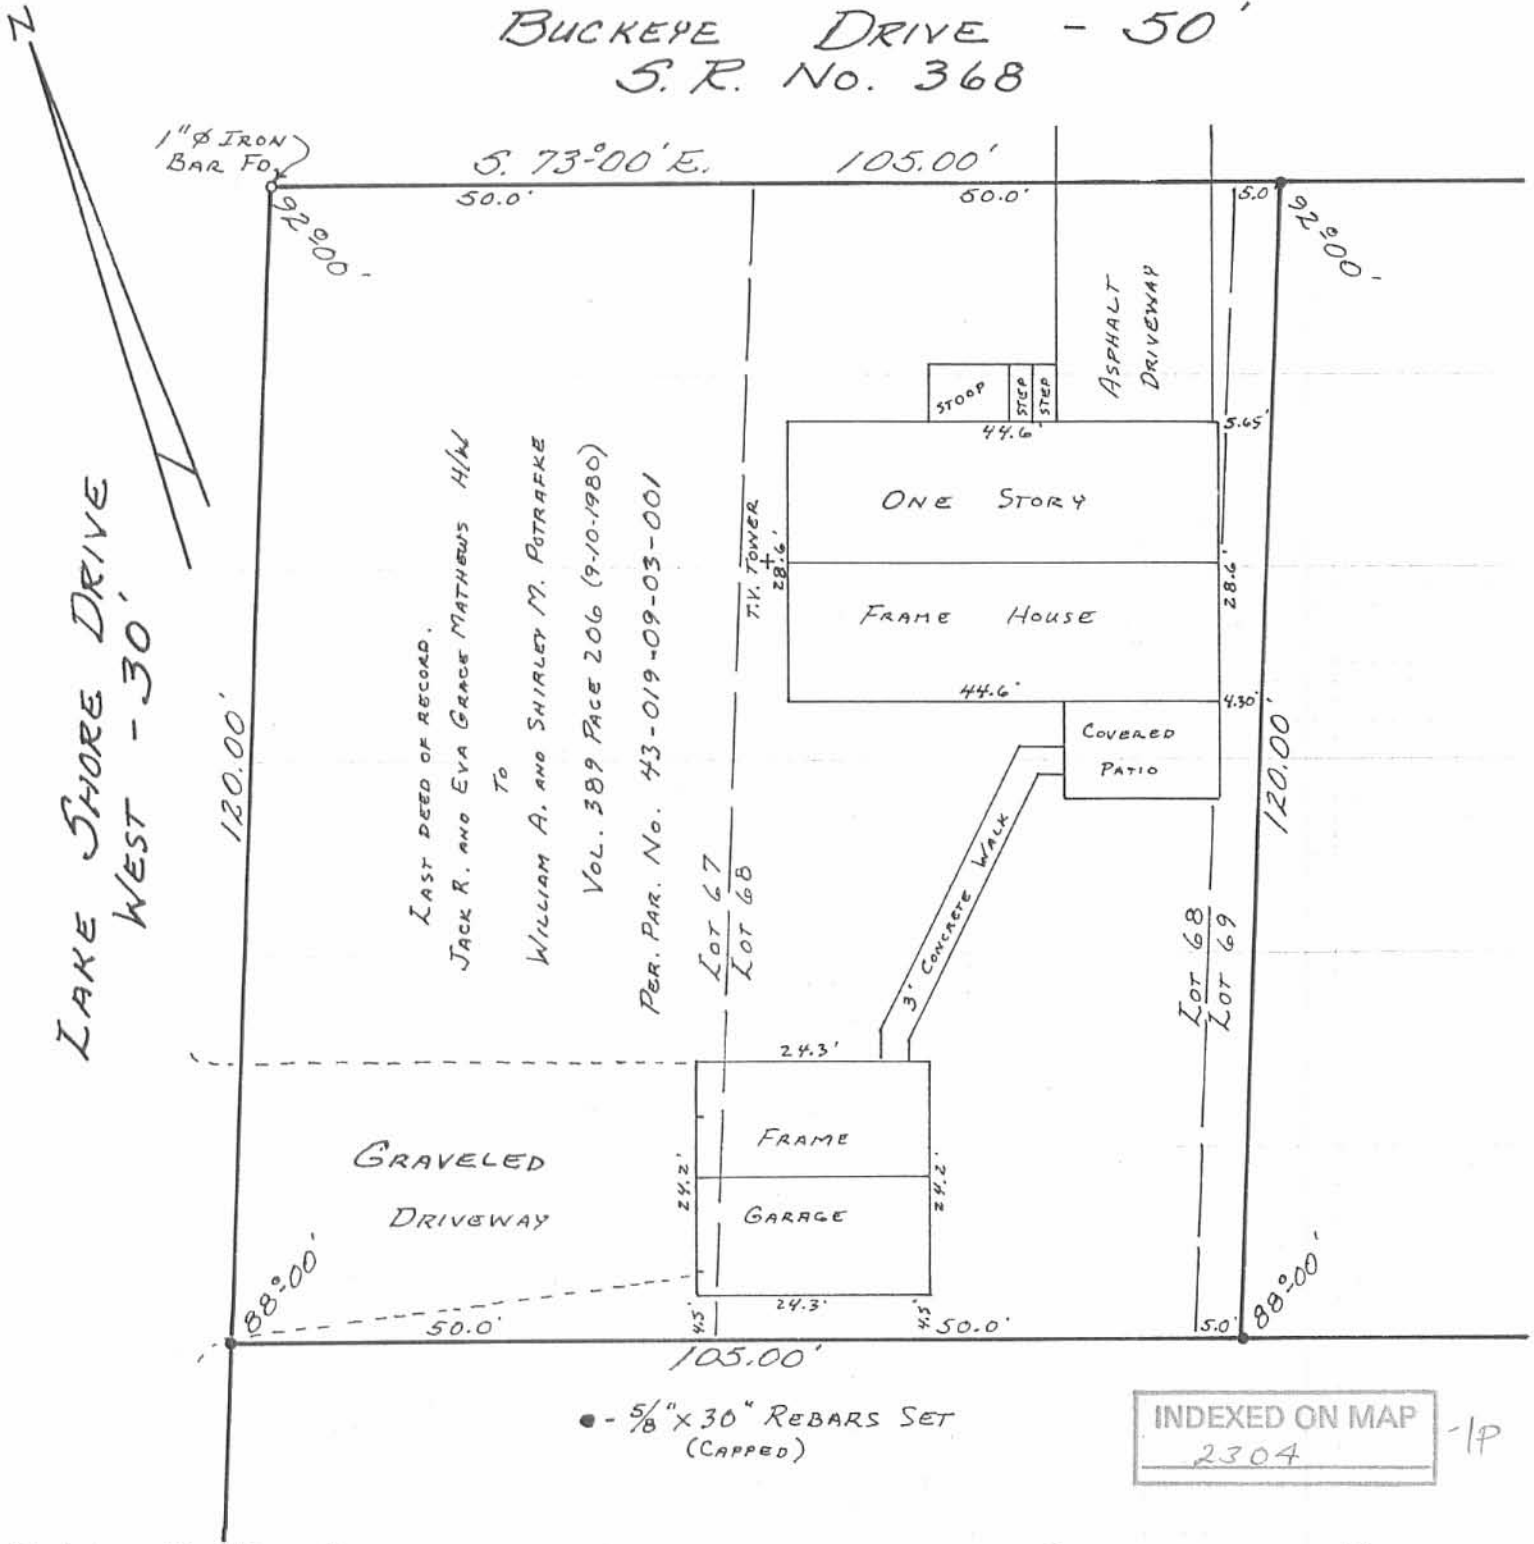 N
BUCKEYE DRIVE - 50'
S. R. No. 368
1"Ø IRON
BAR FD.
S. 73°00' E. 105.00'
50.0'
50.0'
5.0'
92°00'
92°00'
ASPHALT
DRIVEWAY
STOOP
STEP
STEP
44.6'
5.65'
ONE STORY
T.V. TOWER
28.6'
28.6'
FRAME HOUSE
44.6'
4.30'
COVERED
PATIO
LAKE SHORE DRIVE
WEST - 30'
120.00'
120.00'
LAST DEED OF RECORD.
JACK R. AND EVA GRACE MATHEWS H/W
TO
WILLIAM A. AND SHIRLEY M. POTRAFKE
VOL. 389 PAGE 206 (9-10-1980)
PER. PAR. No. 43-019-09-03-001
LOT 67
LOT 68
3' CONCRETE WALK
LOT 68
LOT 69
24.3'
FRAME
GARAGE
24.2'
24.2'
24.3'
GRAVELED
DRIVEWAY
88°00'
88°00'
50.0'
4.5'
4.5'
50.0'
5.0'
105.00'
● - 5/8" x 30" REBARS SET
(CAPPED)
INDEXED ON MAP
2304
-1P